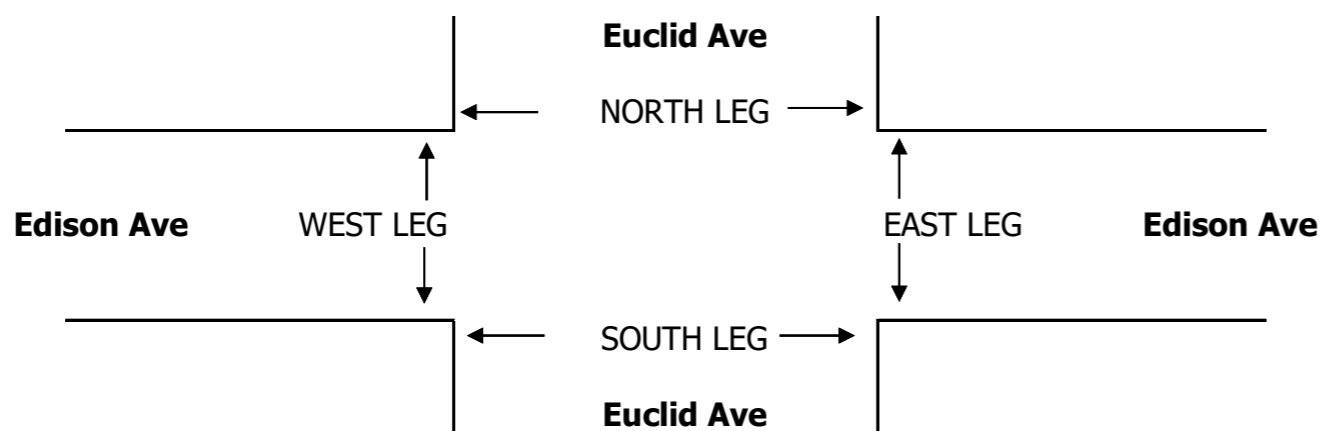 Euclid Ave
NORTH LEG
Edison Ave WEST LEG EAST LEG Edison Ave
SOUTH LEG
Euclid Ave